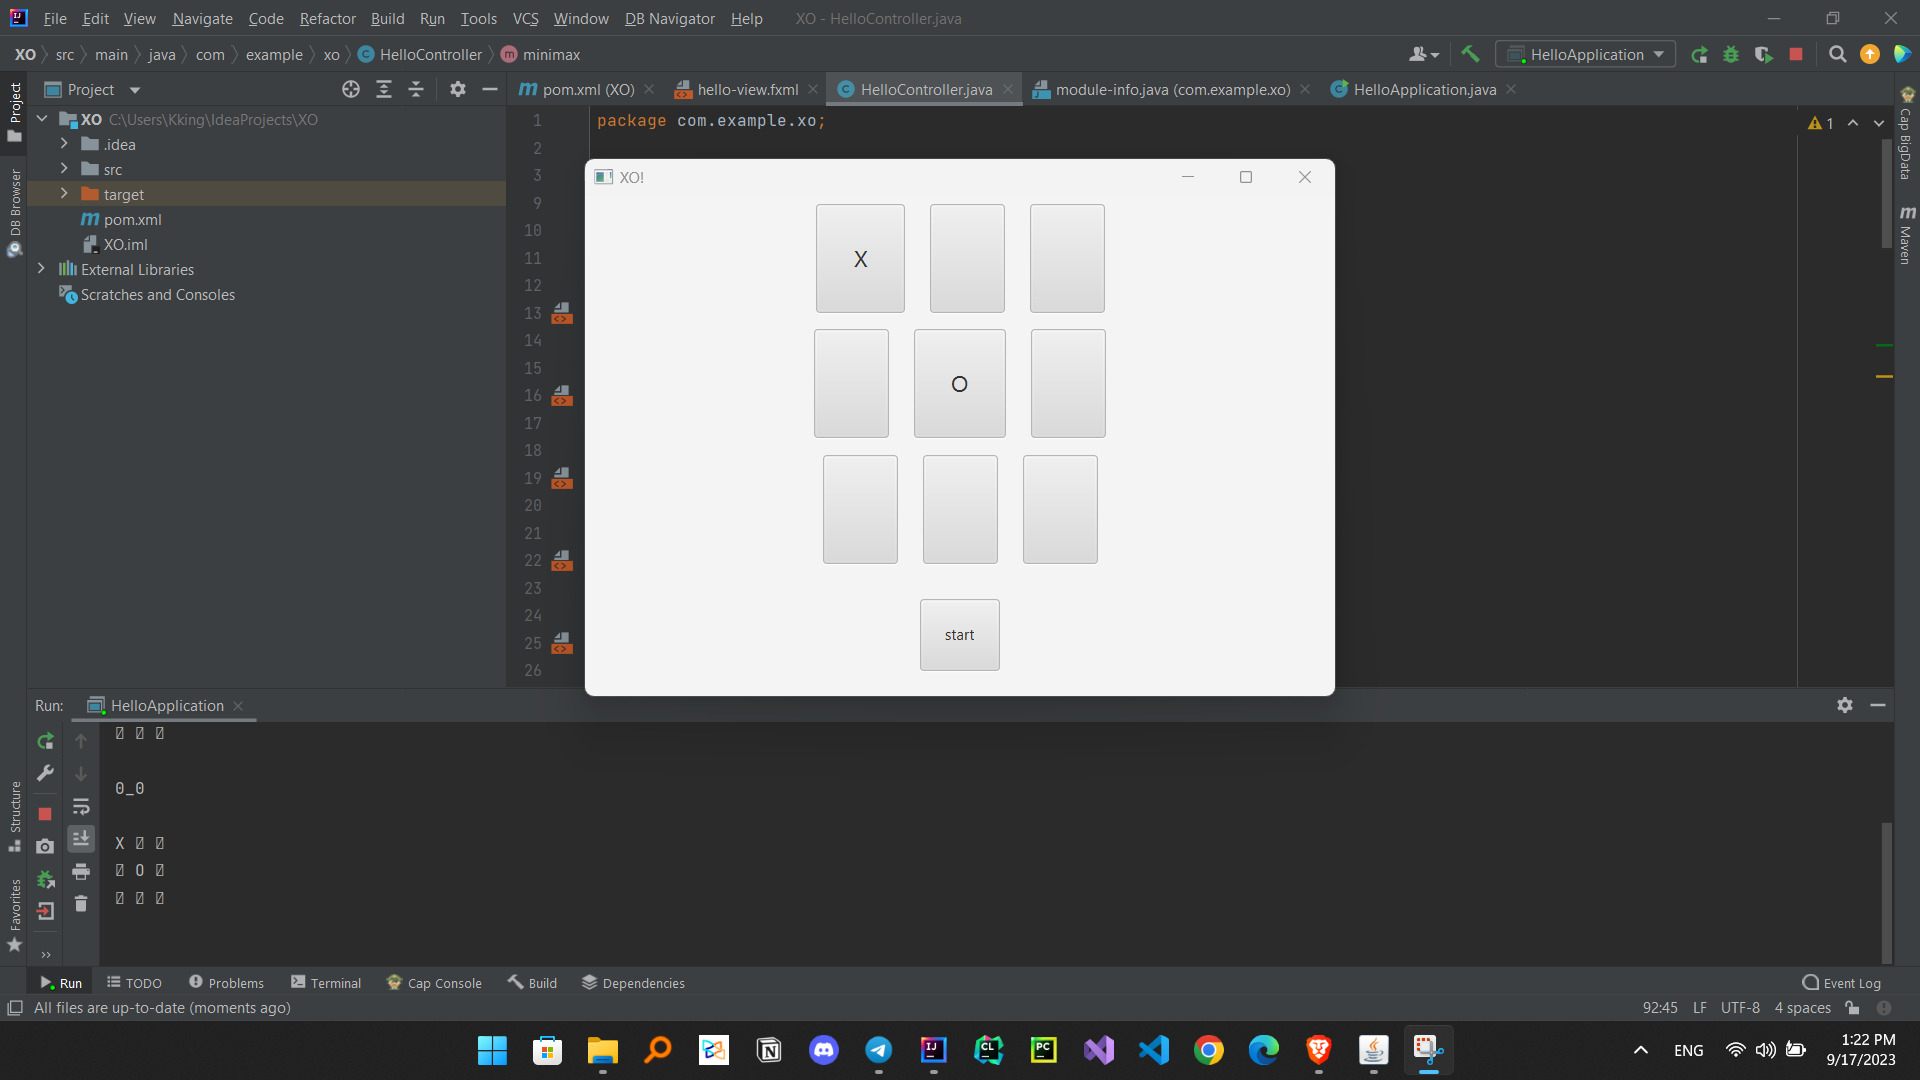 File Edit View Navigate Code Refactor Build Run Tools VCS Window DB Navigator Help XO - HelloController.java
XO src main java com example xo HelloController minimax HelloApplication
Project
pom.xml (XO) hello-view.fxml HelloController.java module-info.java (com.example.xo) HelloApplication.java
XO C:\Users\Kking\IdeaProjects\XO
.idea
src
target
pom.xml
XO.iml
External Libraries
Scratches and Consoles
Project
DB Browser
Structure
Favorites
1 package com.example.xo; 1
2
3
9
10
11
12
13
14
15
16
17
18
19
20
21
22
23
24
25
26
Cap BigData
Maven
XO!
X
O
start
Run: HelloApplication
0_0
X
O
Run TODO Problems Terminal Cap Console Build Dependencies Event Log
All files are up-to-date (moments ago) 92:45 LF UTF-8 4 spaces
ENG 1:22 PM
9/17/2023